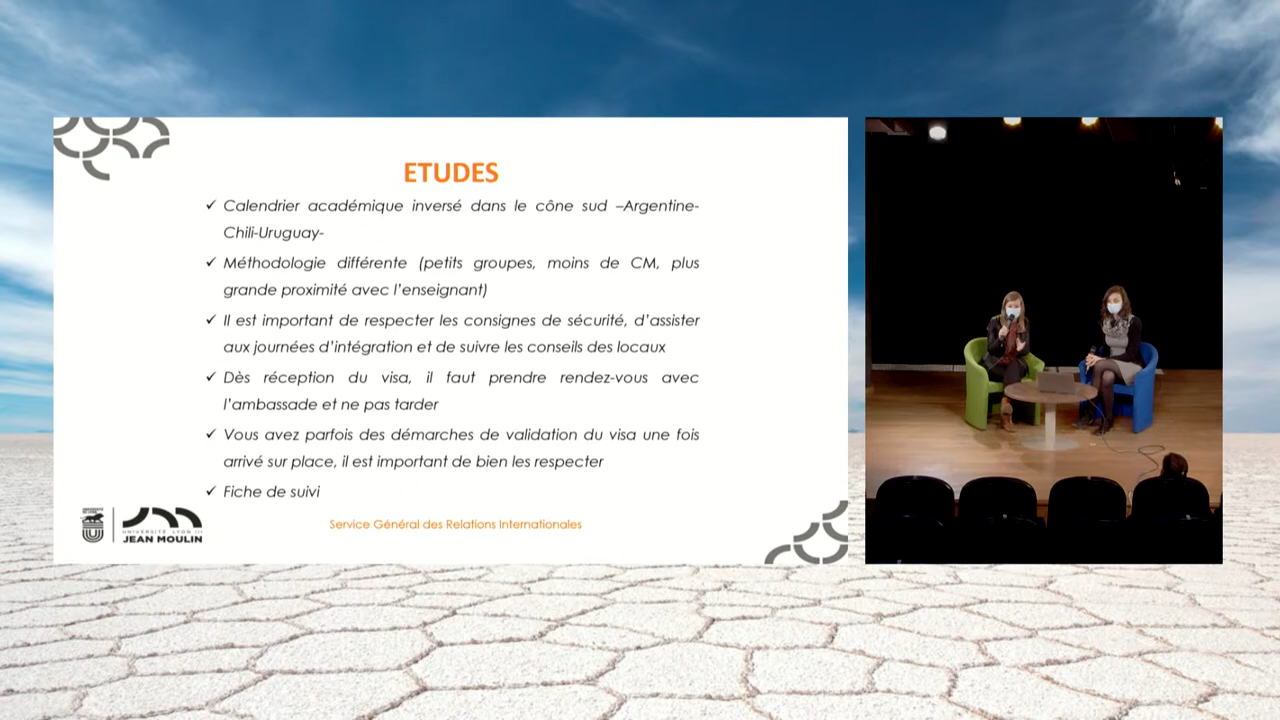 ETUDES
✓ Calendrier académique inversé dans le cône sud –Argentine-
Chili-Uruguay-
✓ Méthodologie différente (petits groupes, moins de CM, plus
grande proximité avec l'enseignant)
✓ Il est important de respecter les consignes de sécurité, d'assister
aux journées d'intégration et de suivre les conseils des locaux
✓ Dès réception du visa, il faut prendre rendez-vous avec
l'ambassade et ne pas tarder
✓ Vous avez parfois des démarches de validation du visa une fois
arrivé sur place, il est important de bien les respecter
✓ Fiche de suivi
UNIVERSITÉ LYON III
JEAN MOULIN
Service Général des Relations Internationales